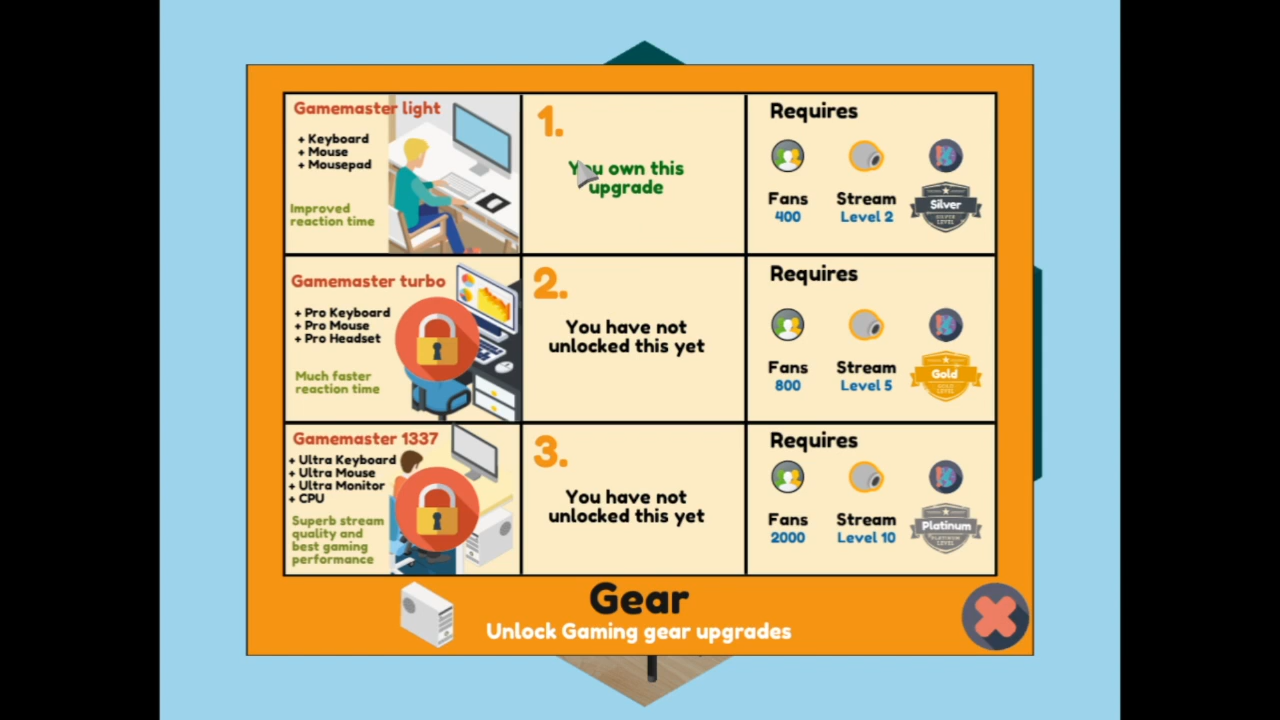 Gamemaster light
+ Keyboard
+ Mouse
+ Mousepad
Improved
reaction time
1.
You own this
upgrade
Requires
Fans
400
Stream
Level 2
Silver
Gamemaster turbo
+ Pro Keyboard
+ Pro Mouse
+ Pro Headset
Much faster
reaction time
2.
You have not
unlocked this yet
Requires
Fans
800
Stream
Level 5
Gold
Gamemaster 1337
+ Ultra Keyboard
+ Ultra Mouse
+ Ultra Monitor
+ CPU
Superb stream
quality and
best gaming
performance
3.
You have not
unlocked this yet
Requires
Fans
2000
Stream
Level 10
Platinum
Gear
Unlock Gaming gear upgrades